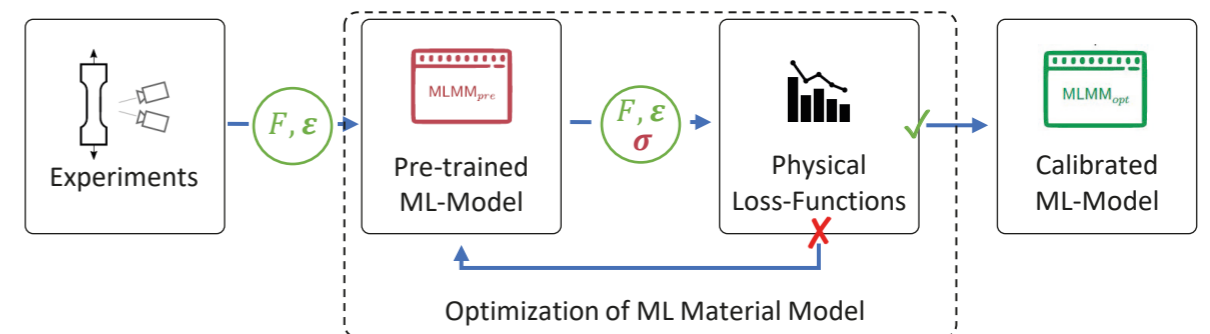 Experiments
F, ε
MLMM_pre
Pre-trained
ML-Model
F, ε
σ
Physical
Loss-Functions
MLMM_opt
Calibrated
ML-Model
Optimization of ML Material Model